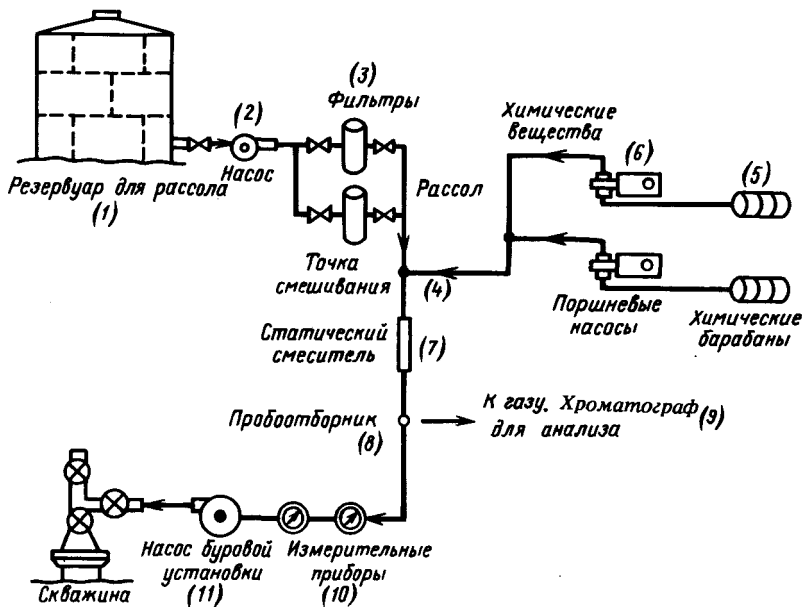 (3)
Фильтры
(2)
Насос
Резервуар для рассола
(1)
Рассол
Химические
вещества
(6)
(5)
Точка
смешивания
(4)
Поршневые
насосы
Химические
барабаны
Статический
смеситель
(7)
Пробоотборник
(8)
К газу. Хроматограф
для анализа
(9)
Насос буровой
установки
(11)
Измерительные
приборы
(10)
Скважина